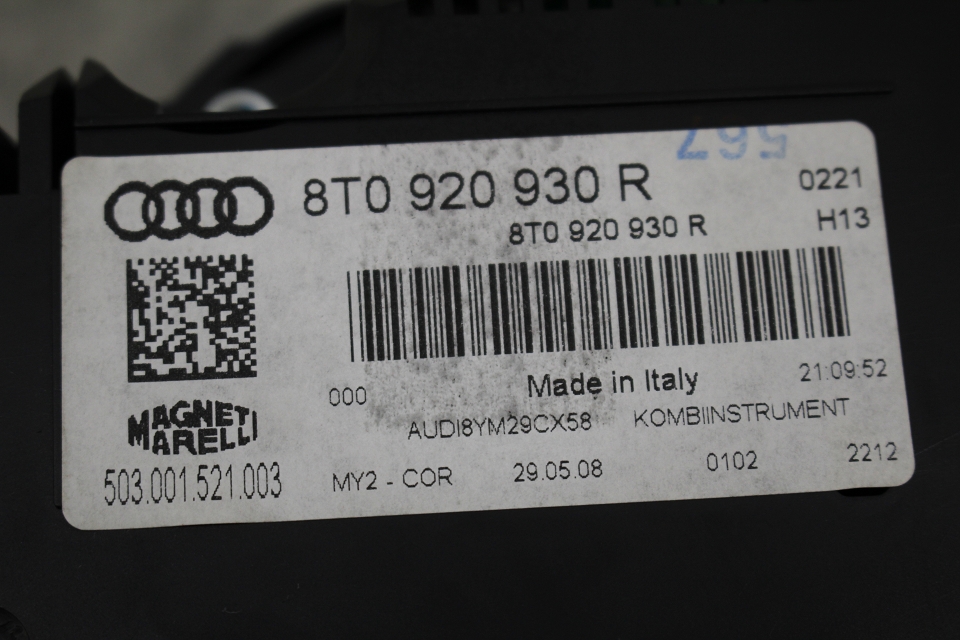 567
8T0 920 930 R
0221
8T0 920 930 R
H13
MAGNETI
MARELLI
503.001.521.003
000
Made in Italy
21:09:52
AUDI8YM29CX58
KOMBIINSTRUMENT
MY2 - COR
29.05.08
0102
2212